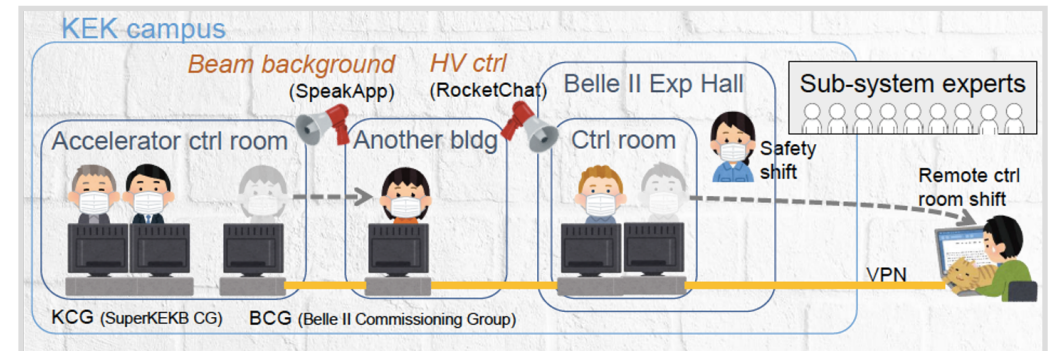 KEK campus
Beam background
(SpeakApp)
HV ctrl
(RocketChat)
Belle II Exp Hall
Sub-system experts
Accelerator ctrl room
Another bldg
Ctrl room
Safety
shift
Remote ctrl
room shift
VPN
KCG (SuperKEKB CG)
BCG (Belle II Commissioning Group)